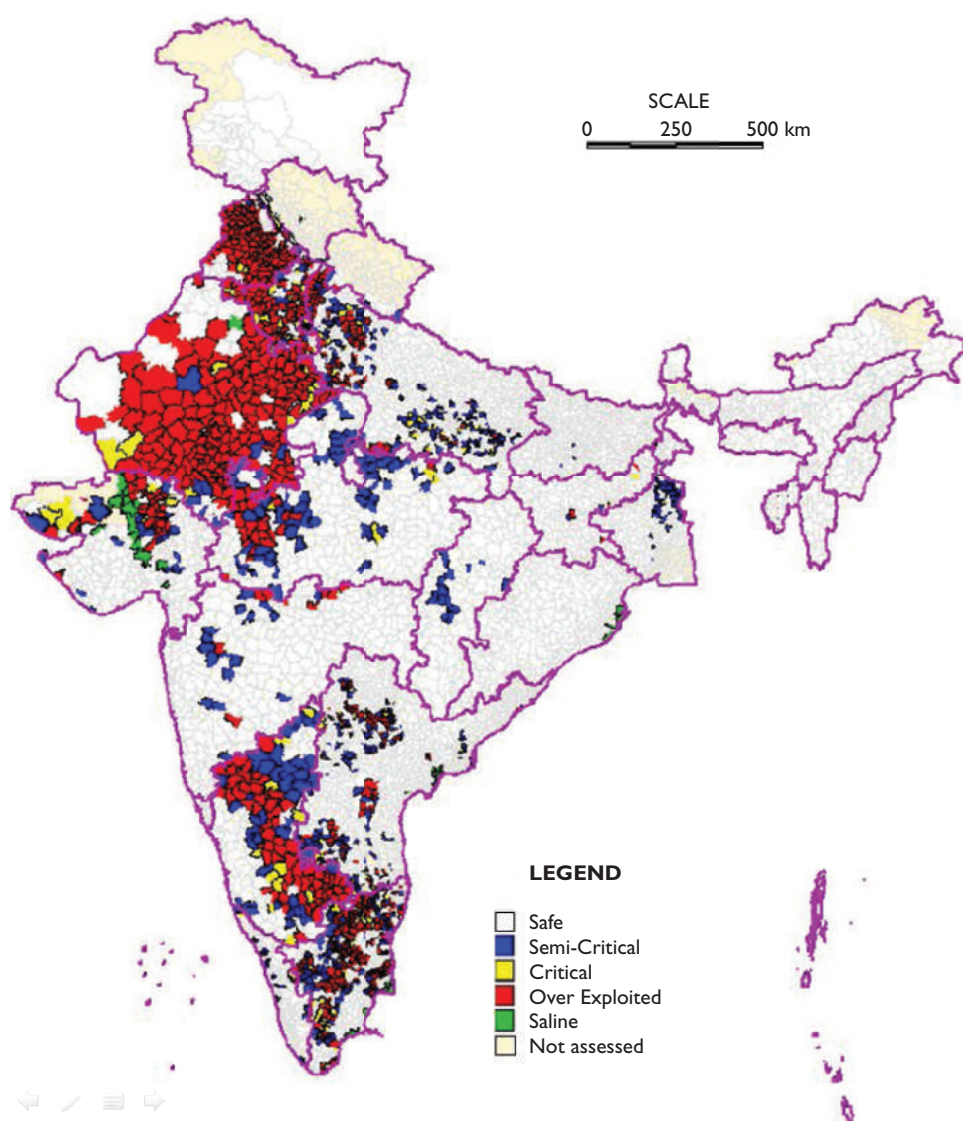 SCALE
0 250 500 km
LEGEND
Safe
Semi-Critical
Critical
Over Exploited
Saline
Not assessed